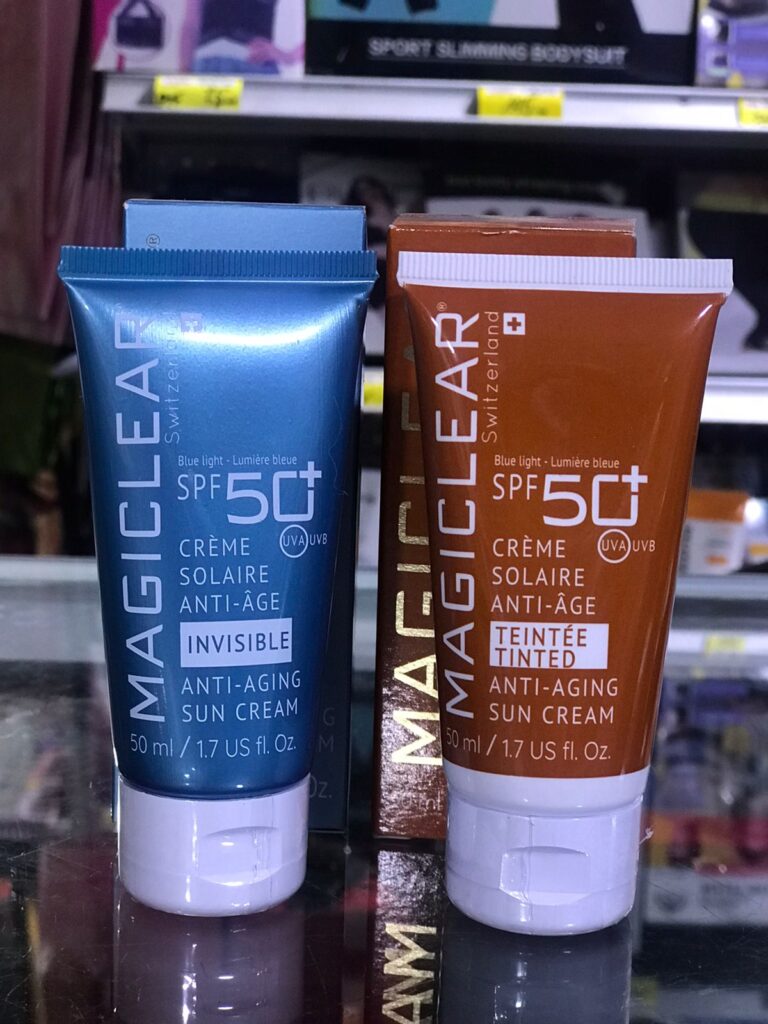 SPORT SLIMMING BODYSUIT
MAGICLEAR®
Switzerland
Blue light - Lumière bleue
SPF 50+
UVA UVB
CRÈME
SOLAIRE
ANTI-ÂGE
INVISIBLE
ANTI-AGING
SUN CREAM
50 ml / 1.7 US fl. Oz.
MAGICLEAR®
Switzerland
Blue light - Lumière bleue
SPF 50+
UVA UVB
CRÈME
SOLAIRE
ANTI-ÂGE
TEINTÉE
TINTED
ANTI-AGING
SUN CREAM
50 ml / 1.7 US fl. Oz.
MAGICLEAR